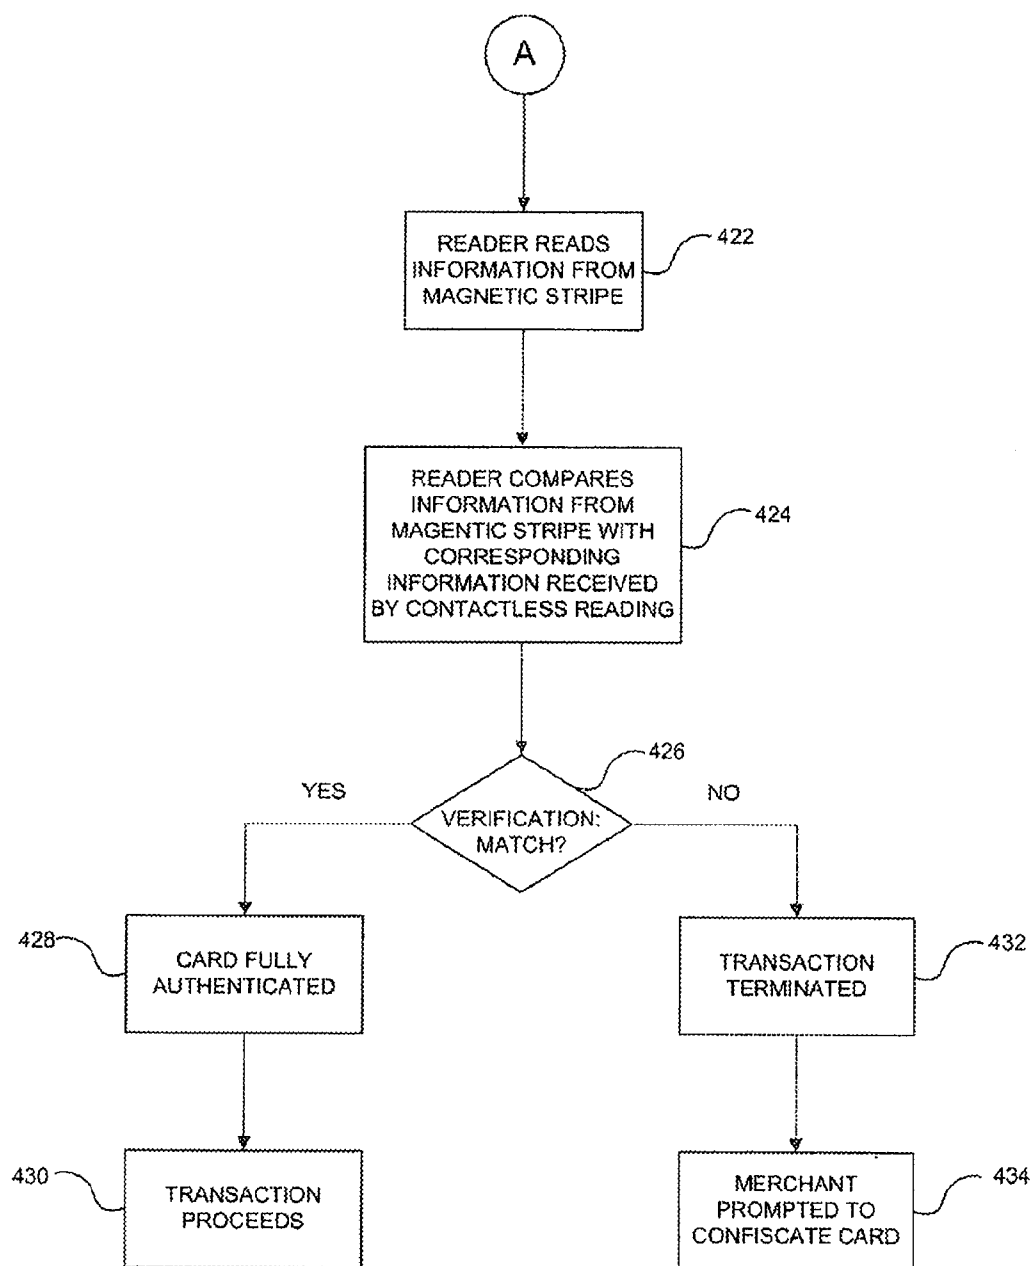 A
READER READS
INFORMATION FROM
MAGNETIC STRIPE
422
READER COMPARES
INFORMATION FROM
MAGENTIC STRIPE WITH
CORRESPONDING
INFORMATION RECEIVED
BY CONTACTLESS READING
424
426
YES
NO
VERIFICATION:
MATCH?
428
CARD FULLY
AUTHENTICATED
TRANSACTION
TERMINATED
432
430
TRANSACTION
PROCEEDS
MERCHANT
PROMPTED TO
CONFISCATE CARD
434